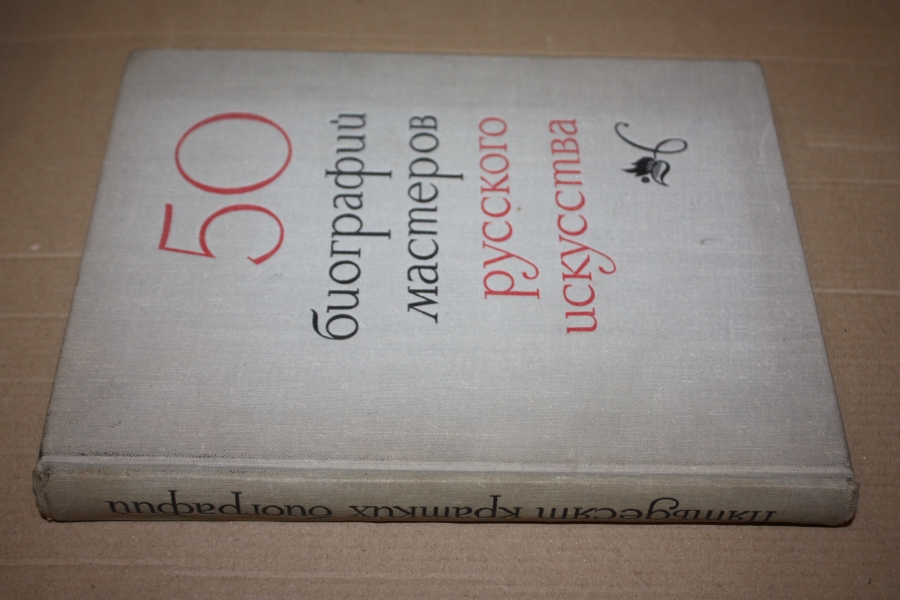 50
биографий
мастеров
русского
искусства
Пятьдесят кратких биографий